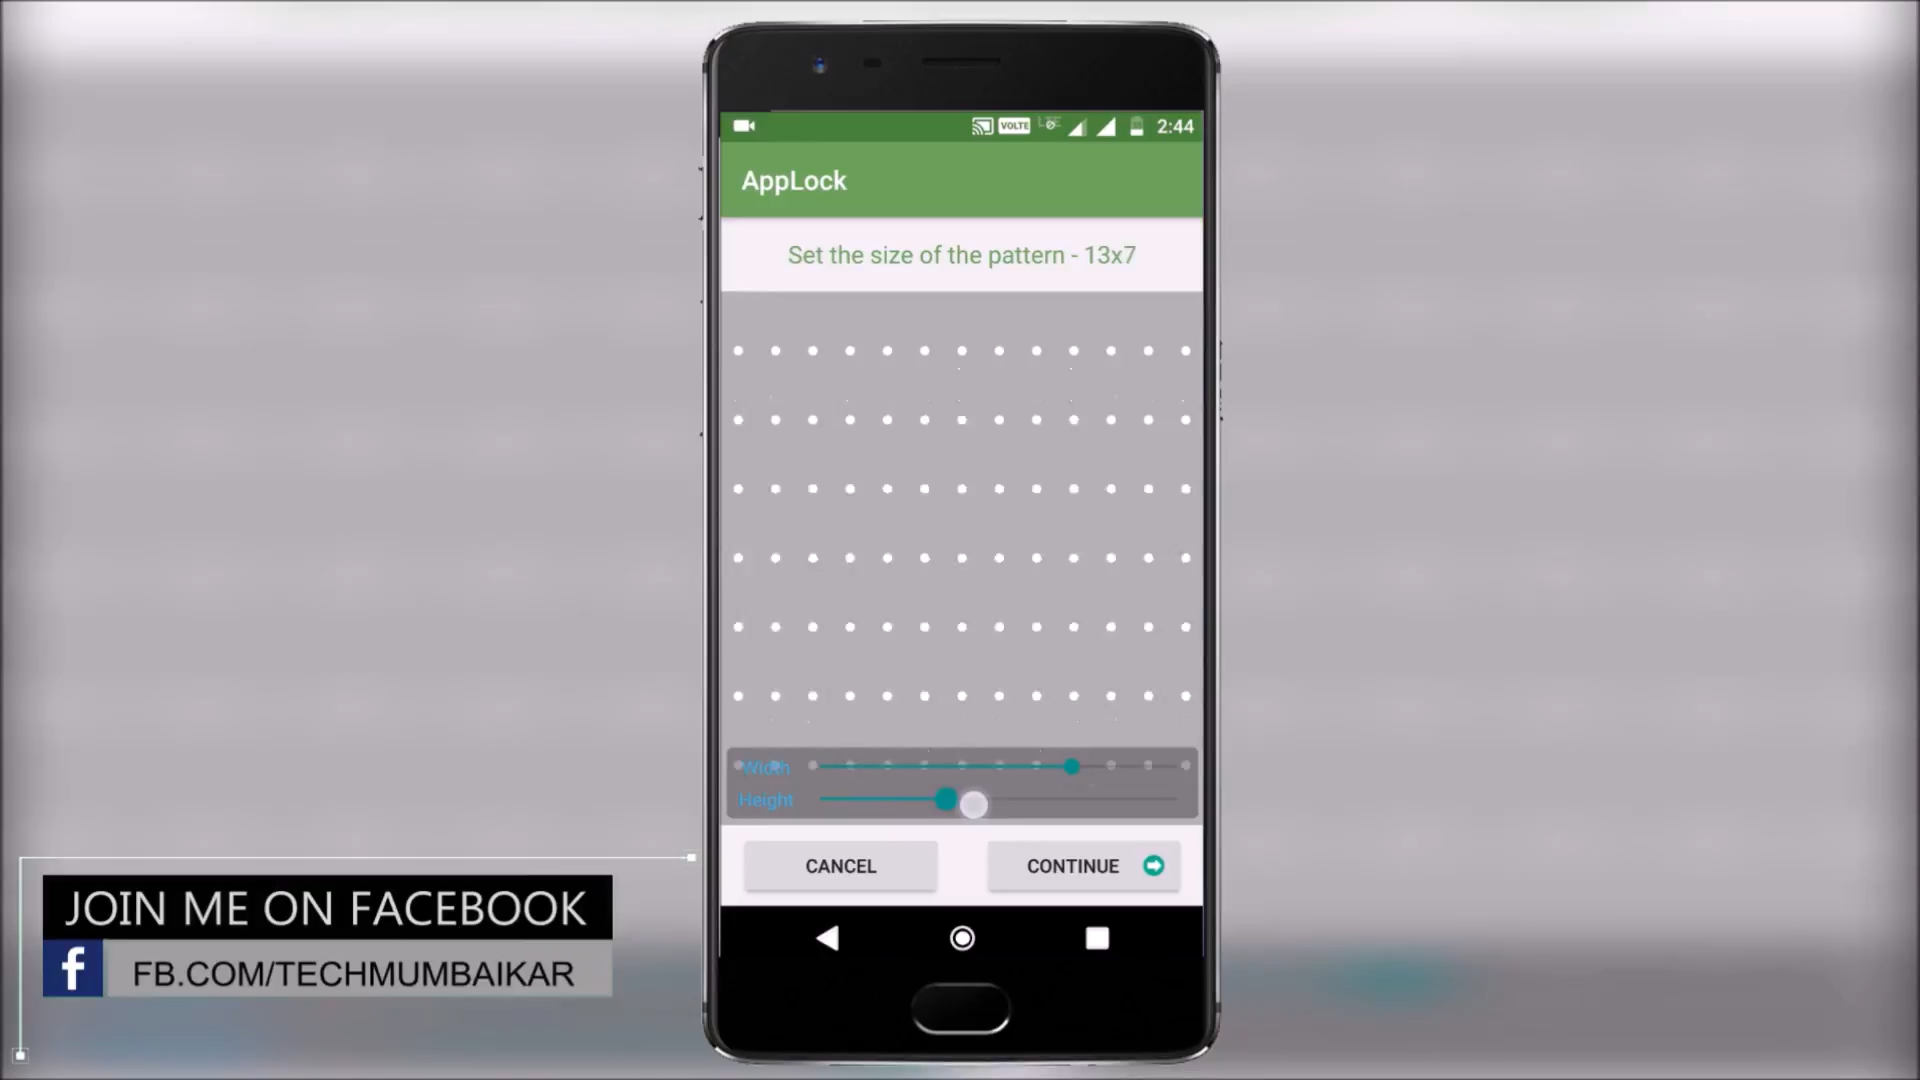 VOLTE
2:44
AppLock
Set the size of the pattern - 13x7
Width
Height
CANCEL
CONTINUE
JOIN ME ON FACEBOOK
f
FB.COM/TECHMUMBAIKAR